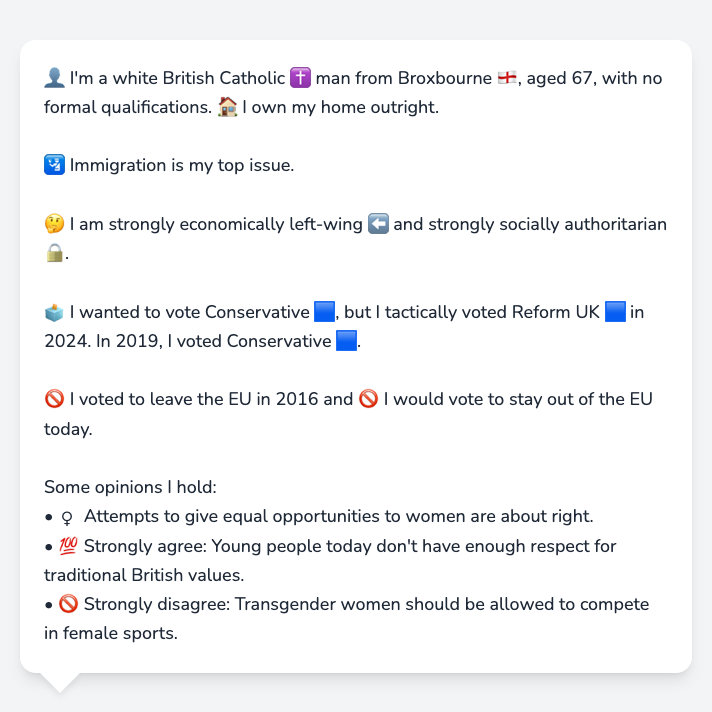 👤 I'm a white British Catholic ✝️ man from Broxbourne 🏴󠁧󠁢󠁥󠁮󠁧󠁿, aged 67, with no
formal qualifications. 🏠 I own my home outright.
🛂 Immigration is my top issue.
🤔 I am strongly economically left-wing ⬅️ and strongly socially authoritarian
🔒.
🗳️ I wanted to vote Conservative 🟦, but I tactically voted Reform UK 🟦 in
2024. In 2019, I voted Conservative 🟦.
🚫 I voted to leave the EU in 2016 and 🚫 I would vote to stay out of the EU
today.
Some opinions I hold:
• ♀ Attempts to give equal opportunities to women are about right.
• 💯 Strongly agree: Young people today don't have enough respect for
traditional British values.
• 🚫 Strongly disagree: Transgender women should be allowed to compete
in female sports.